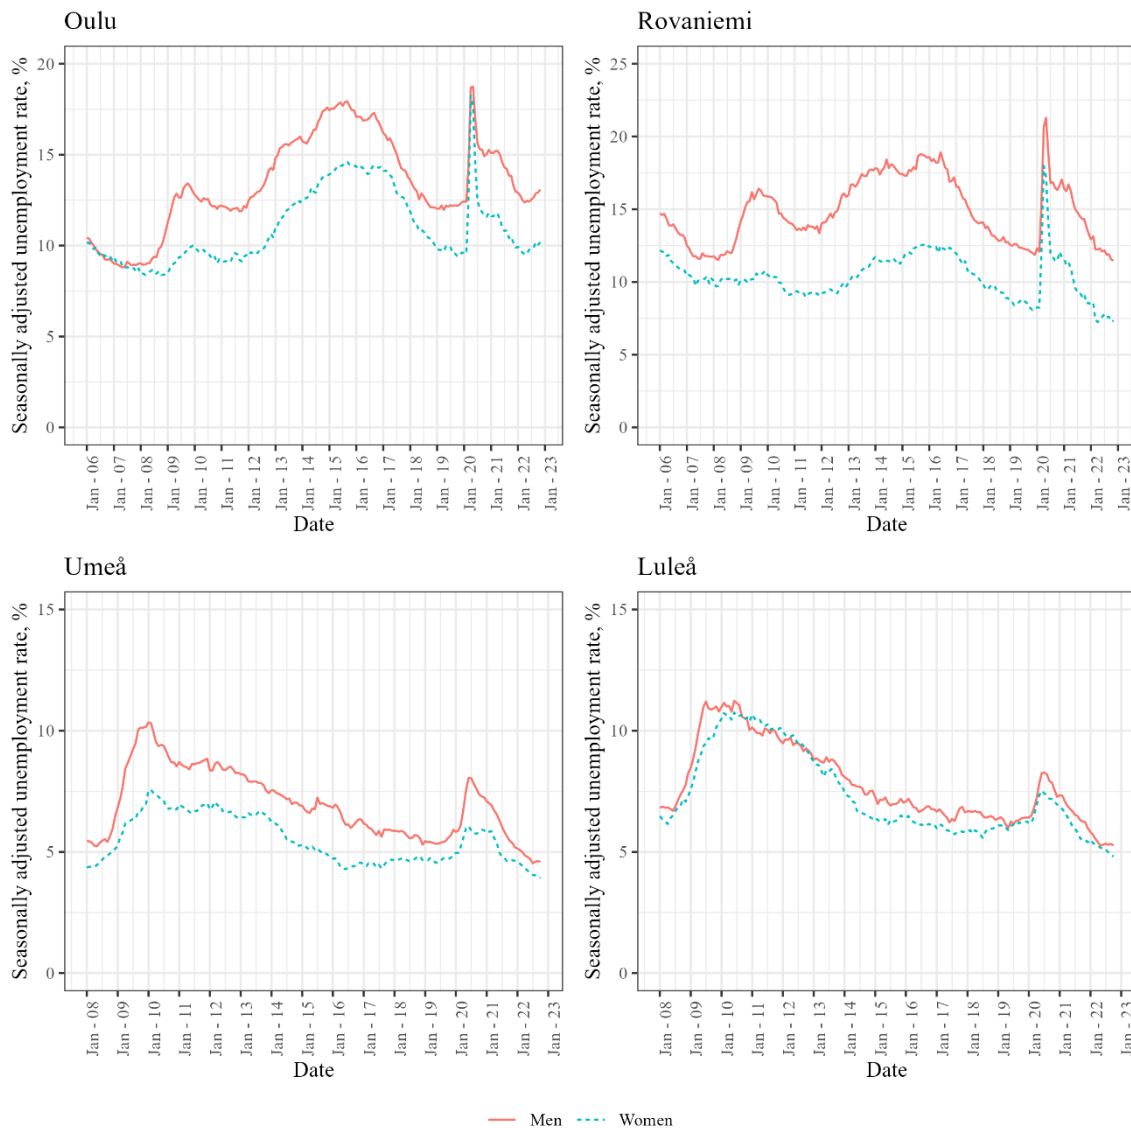 Oulu
Seasonally adjusted unemployment rate, %
20
15
10
5
0
Jan - 06
Jan - 07
Jan - 08
Jan - 09
Jan - 10
Jan - 11
Jan - 12
Jan - 13
Jan - 14
Jan - 15
Jan - 16
Jan - 17
Jan - 18
Jan - 19
Jan - 20
Jan - 21
Jan - 22
Jan - 23
Date
Rovaniemi
Seasonally adjusted unemployment rate, %
25
20
15
10
5
0
Jan - 06
Jan - 07
Jan - 08
Jan - 09
Jan - 10
Jan - 11
Jan - 12
Jan - 13
Jan - 14
Jan - 15
Jan - 16
Jan - 17
Jan - 18
Jan - 19
Jan - 20
Jan - 21
Jan - 22
Jan - 23
Date
Umeå
Seasonally adjusted unemployment rate, %
15
10
5
0
Jan - 08
Jan - 09
Jan - 10
Jan - 11
Jan - 12
Jan - 13
Jan - 14
Jan - 15
Jan - 16
Jan - 17
Jan - 18
Jan - 19
Jan - 20
Jan - 21
Jan - 22
Jan - 23
Date
Luleå
Seasonally adjusted unemployment rate, %
15
10
5
0
Jan - 08
Jan - 09
Jan - 10
Jan - 11
Jan - 12
Jan - 13
Jan - 14
Jan - 15
Jan - 16
Jan - 17
Jan - 18
Jan - 19
Jan - 20
Jan - 21
Jan - 22
Jan - 23
Date
Men Women